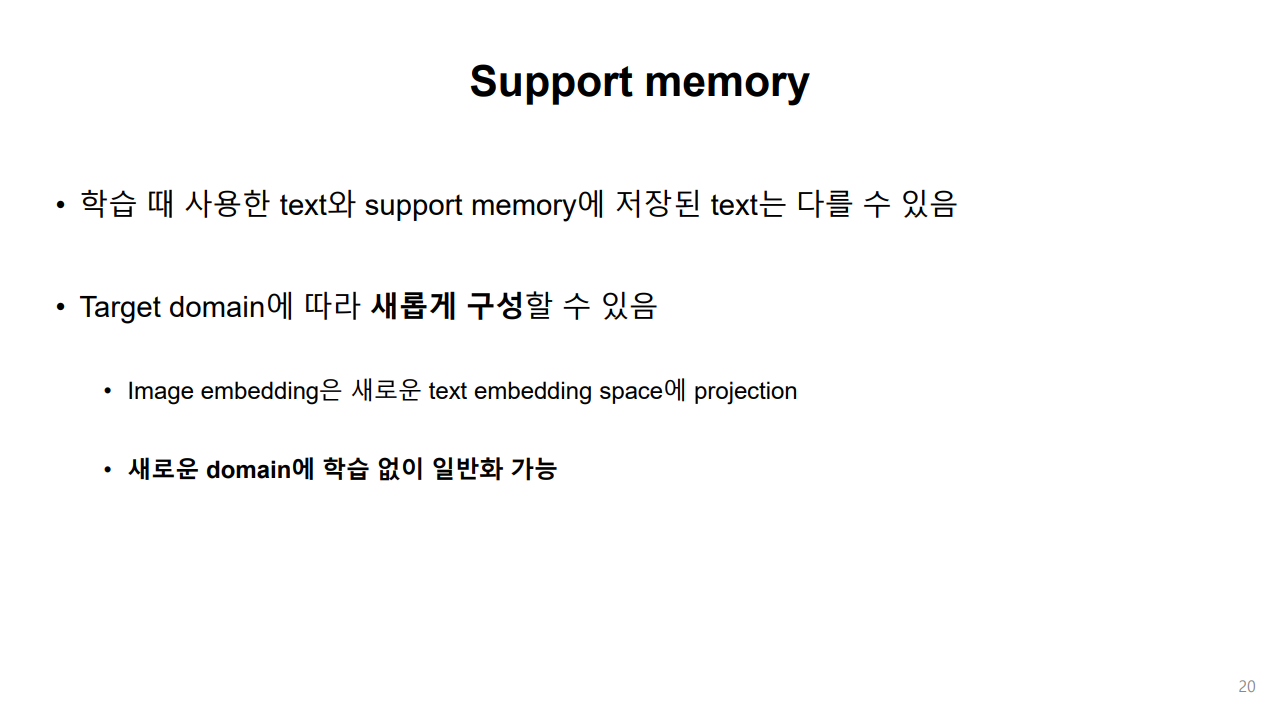 Support memory
• 학습 때 사용한 text와 support memory에 저장된 text는 다를 수 있음
• Target domain에 따라 새롭게 구성할 수 있음
• Image embedding은 새로운 text embedding space에 projection
• 새로운 domain에 학습 없이 일반화 가능
20